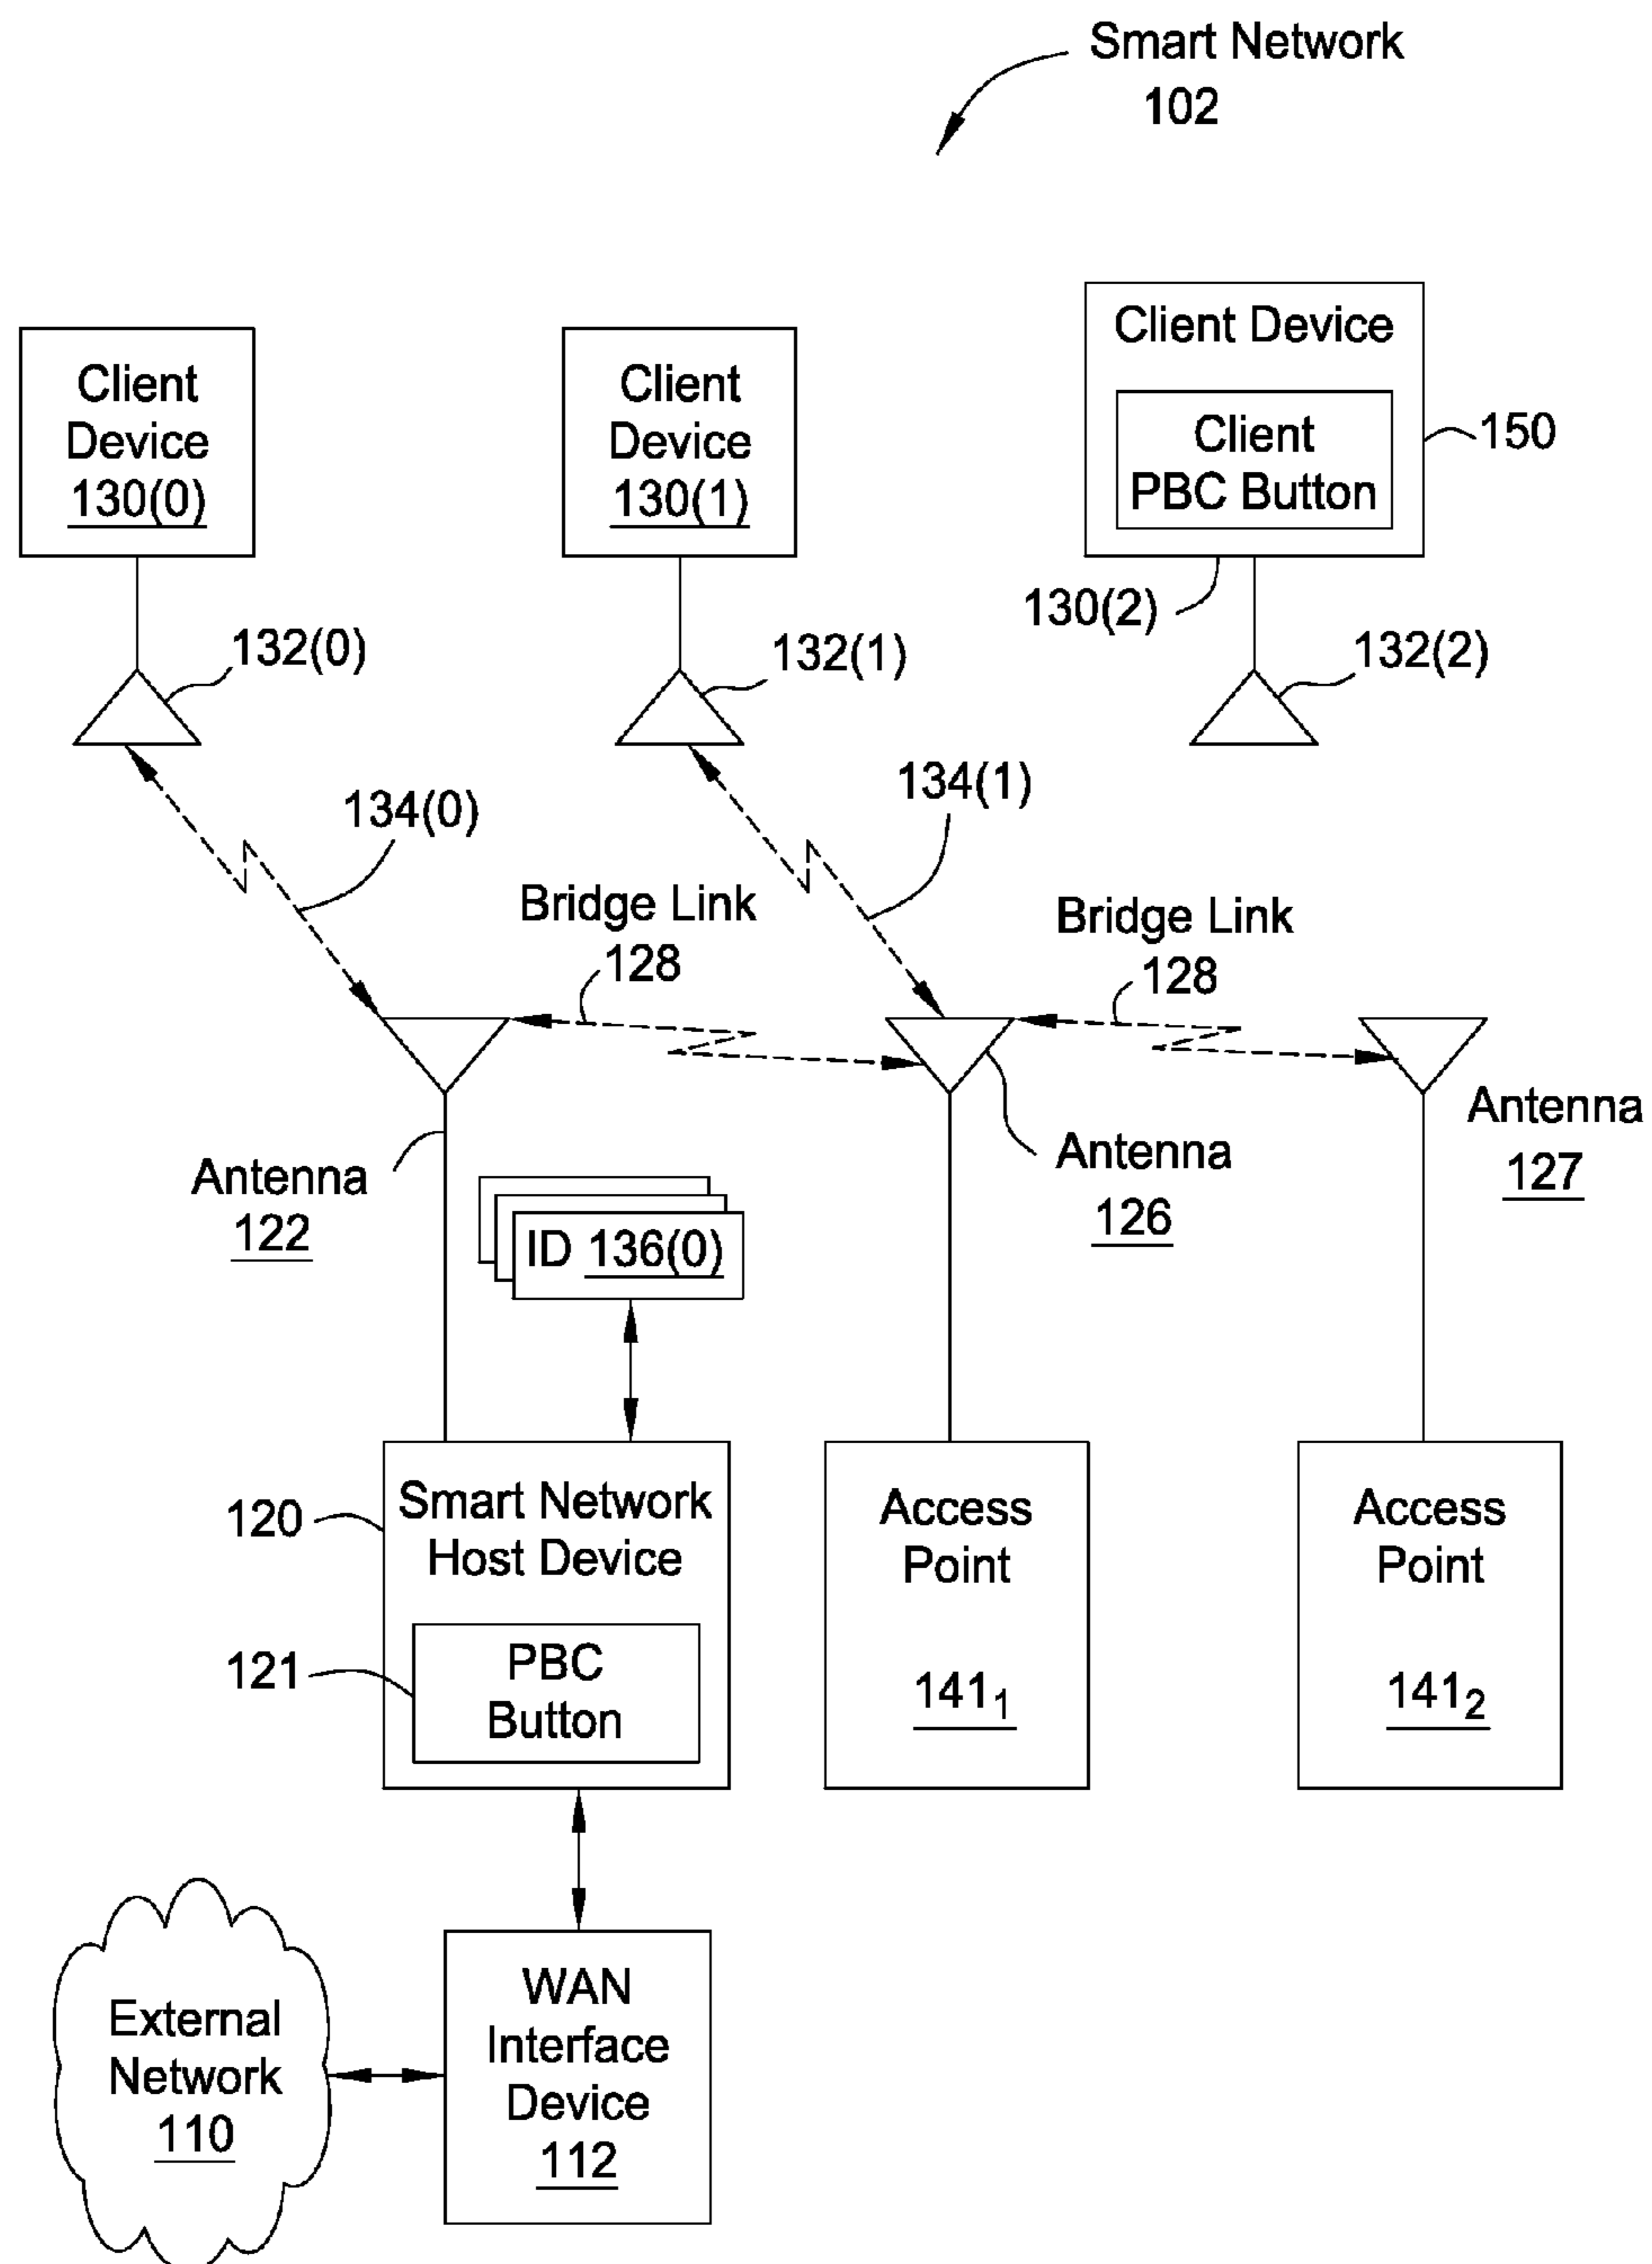 Smart Network
102
Client
Device
130(0)
Client
Device
130(1)
Client Device
Client
PBC Button
150
130(2)
132(0)
132(1)
132(2)
134(0)
134(1)
Bridge Link
128
Bridge Link
128
Antenna
122
ID 136(0)
Antenna
126
Antenna
127
120
Smart Network
Host Device
121
PBC
Button
Access
Point
141₁
Access
Point
141₂
External
Network
110
WAN
Interface
Device
112